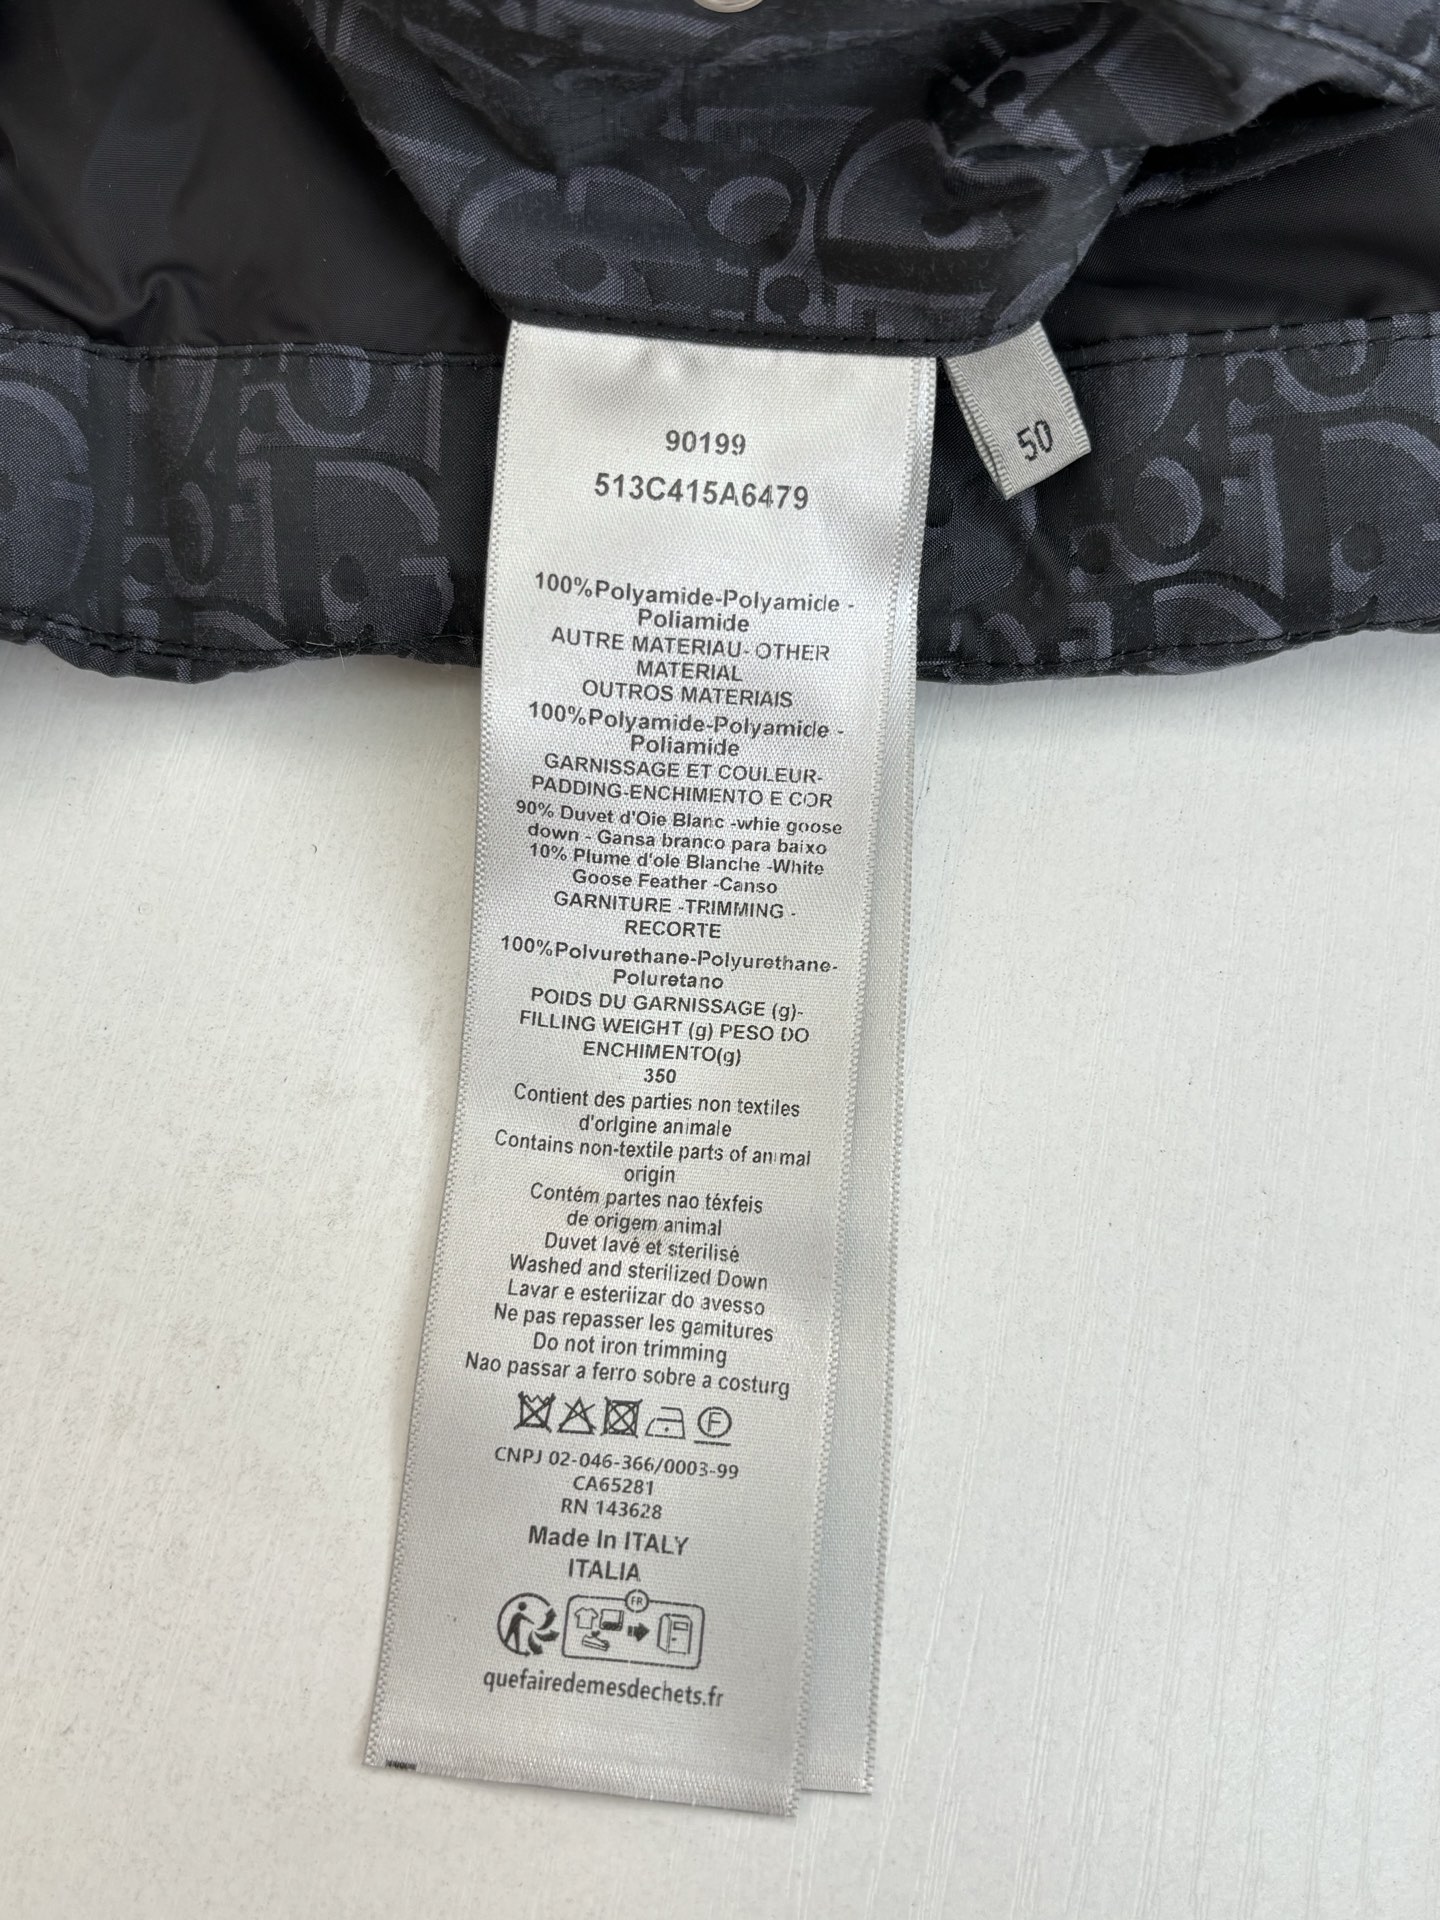 90199
513C415A6479
50
100%Polyamide-Polyamicle -
Poliamide
AUTRE MATERIAU- OTHER
MATERIAL
OUTROS MATERIAIS
100%Polyamide-Polyamicle -
Poliamide
GARNISSAGE ET COULEUR-
PADDING-ENCHIMENTO E COR
90% Duvet d'Oie Blanc -whie goose
down - Gansa branco para baixo
10% Plume d'ole Blanche -White
Goose Feather -Canso
GARNITURE -TRIMMING -
RECORTE
100%Polvurethane-Polyurethane-
Poluretano
POIDS DU GARNISSAGE (g)-
FILLING WEIGHT (g) PESO DO
ENCHIMENTO(g)
350
Contient des parties non textiles
d'orlgine animale
Contains non-textile parts of animal
origin
Contém partes nao téxfeis
de origem animal
Duvet lavé et sterilisé
Washed and sterilized Down
Lavar e esteriizar do avesso
Ne pas repasser les gamitures
Do not iron trimming
Nao passar a ferro sobre a costurg
F
CNPJ 02-046-366/0003-99
CA65281
RN 143628
Made In ITALY
ITALIA
FR
quefairedemesdechets.fr